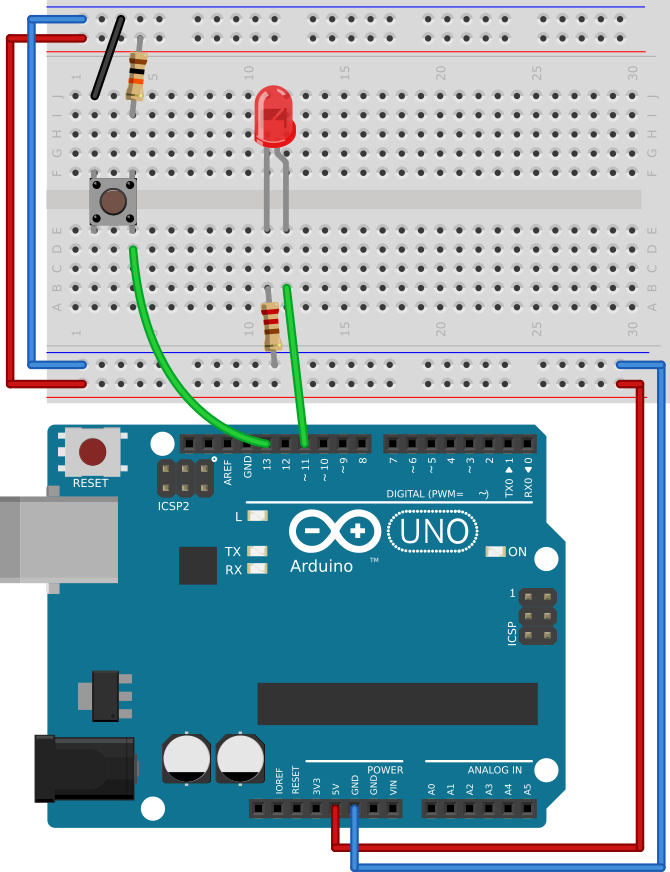 1 5 10 15 20 25 30
J J
I I
H H
G G
F F
E E
D D
C C
B B
A A
1 10 15 20 25 30
AREF GND 13 12 ~11 ~10 ~9 8 7 ~6 ~5 4 ~3 2 TX0 ▶ 1 RX0 ◀ 0
RESET
ICSP2
DIGITAL (PWM= ~)
L
TX
RX
UNO
ON
Arduino
TM
1
ICSP
POWER
ANALOG IN
IOREF RESET 3V3 5V GND GND VIN A0 A1 A2 A3 A4 A5